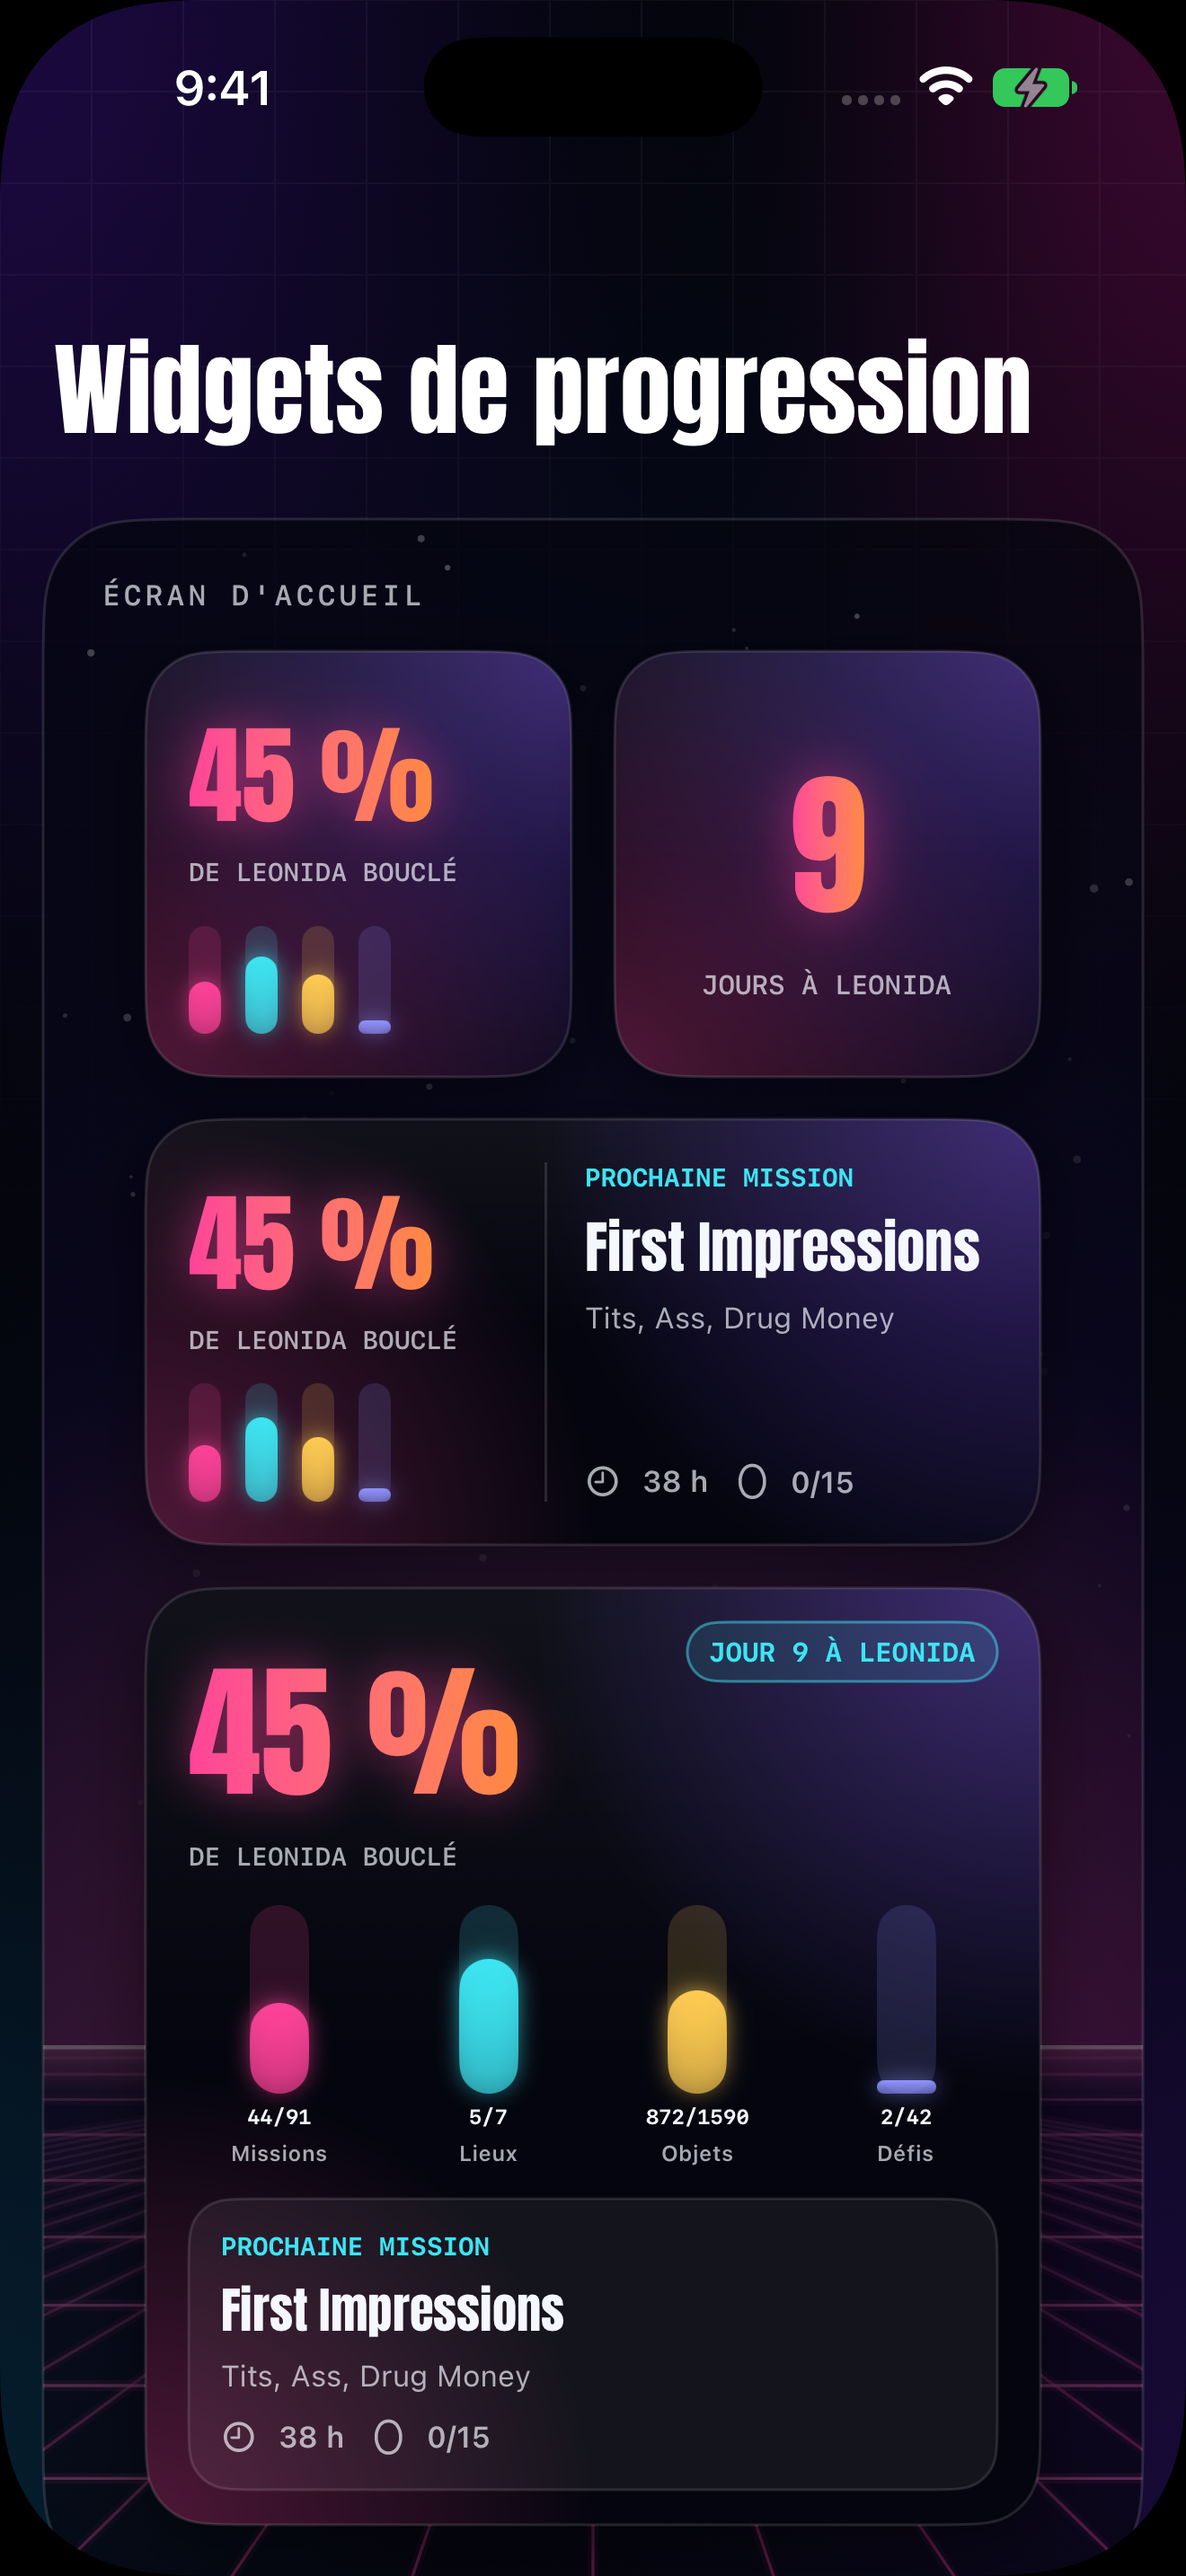 9:41
Widgets de progression
ÉCRAN D'ACCUEIL
45 %
DE LEONIDA BOUCLÉ
9
JOURS À LEONIDA
45 %
DE LEONIDA BOUCLÉ
PROCHAINE MISSION
First Impressions
Tits, Ass, Drug Money
38 h 0/15
JOUR 9 À LEONIDA
45 %
DE LEONIDA BOUCLÉ
44/91 5/7 872/1590 2/42
Missions Lieux Objets Défis
PROCHAINE MISSION
First Impressions
Tits, Ass, Drug Money
38 h 0/15